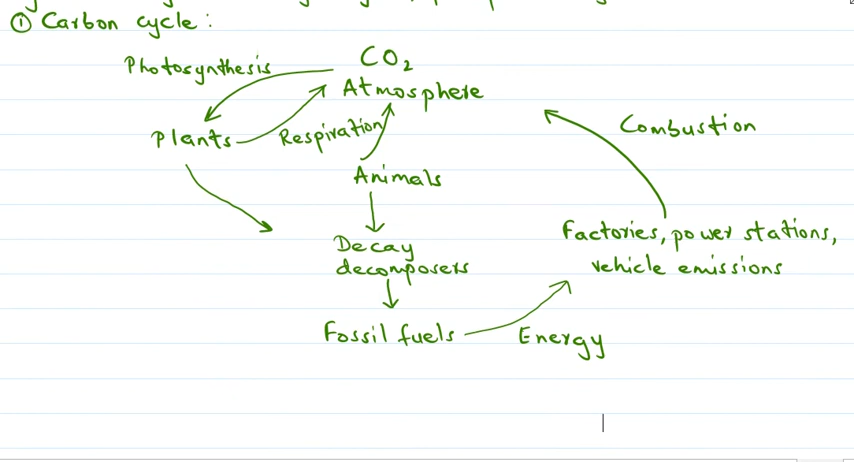 ① Carbon cycle:
Photosynthesis
CO₂
Atmosphere
Plants
Respiration
Combustion
Animals
Factories, power stations,
vehicle emissions
Decay
decomposers
Fossil fuels
Energy